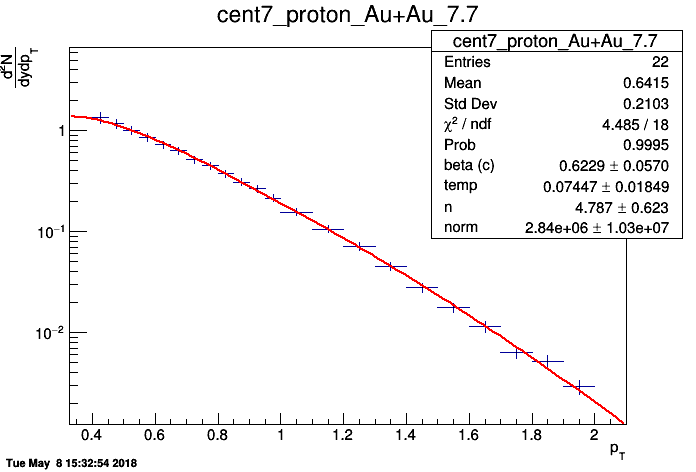 cent7_proton_Au+Au_7.7
d²N
dydp_T
cent7_proton_Au+Au_7.7
Entries 22
Mean 0.6415
Std Dev 0.2103
χ² / ndf 4.485 / 18
Prob 0.9995
beta (c) 0.6229 ± 0.0570
temp 0.07447 ± 0.01849
n 4.787 ± 0.623
norm 2.84e+06 ± 1.03e+07
1
10⁻¹
10⁻²
0.4 0.6 0.8 1 1.2 1.4 1.6 1.8 2
p_T
Tue May 8 15:32:54 2018